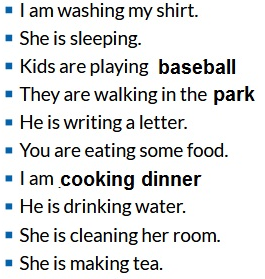 I am washing my shirt.
She is sleeping.
Kids are playing baseball
They are walking in the park
He is writing a letter.
You are eating some food.
I am cooking dinner
He is drinking water.
She is cleaning her room.
She is making tea.